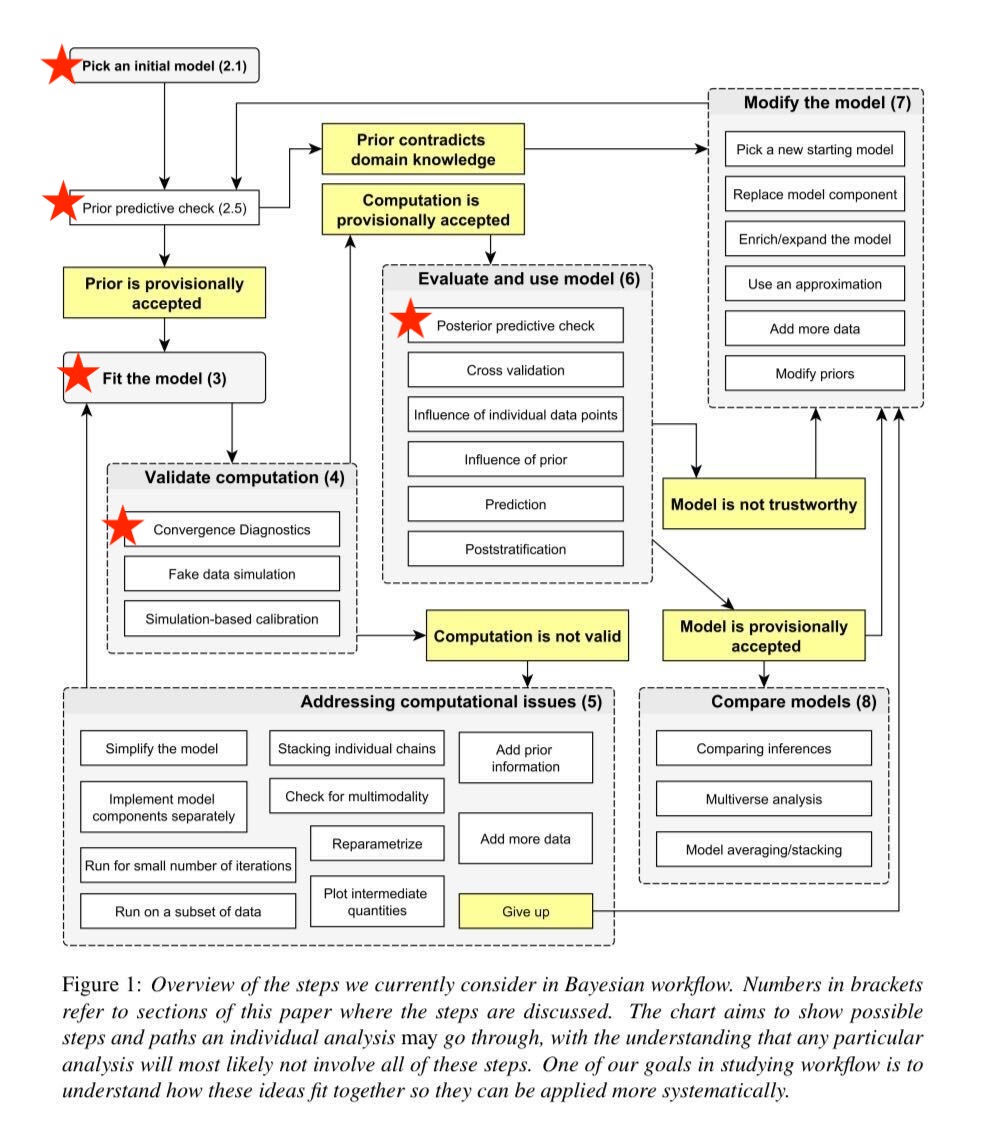 Pick an initial model (2.1)
Modify the model (7)
Pick a new starting model
Replace model component
Enrich/expand the model
Use an approximation
Add more data
Modify priors
Prior contradicts
domain knowledge
Prior predictive check (2.5)
Computation is
provisionally accepted
Prior is provisionally
accepted
Evaluate and use model (6)
Posterior predictive check
Cross validation
Influence of individual data points
Influence of prior
Prediction
Poststratification
Fit the model (3)
Validate computation (4)
Convergence Diagnostics
Fake data simulation
Simulation-based calibration
Model is not trustworthy
Computation is not valid
Model is provisionally
accepted
Addressing computational issues (5)
Simplify the model
Stacking individual chains
Add prior
information
Implement model
components separately
Check for multimodality
Reparametrize
Add more data
Run for small number of iterations
Plot intermediate
quantities
Run on a subset of data
Give up
Compare models (8)
Comparing inferences
Multiverse analysis
Model averaging/stacking
Figure 1: Overview of the steps we currently consider in Bayesian workflow. Numbers in brackets
refer to sections of this paper where the steps are discussed. The chart aims to show possible
steps and paths an individual analysis may go through, with the understanding that any particular
analysis will most likely not involve all of these steps. One of our goals in studying workflow is to
understand how these ideas fit together so they can be applied more systematically.